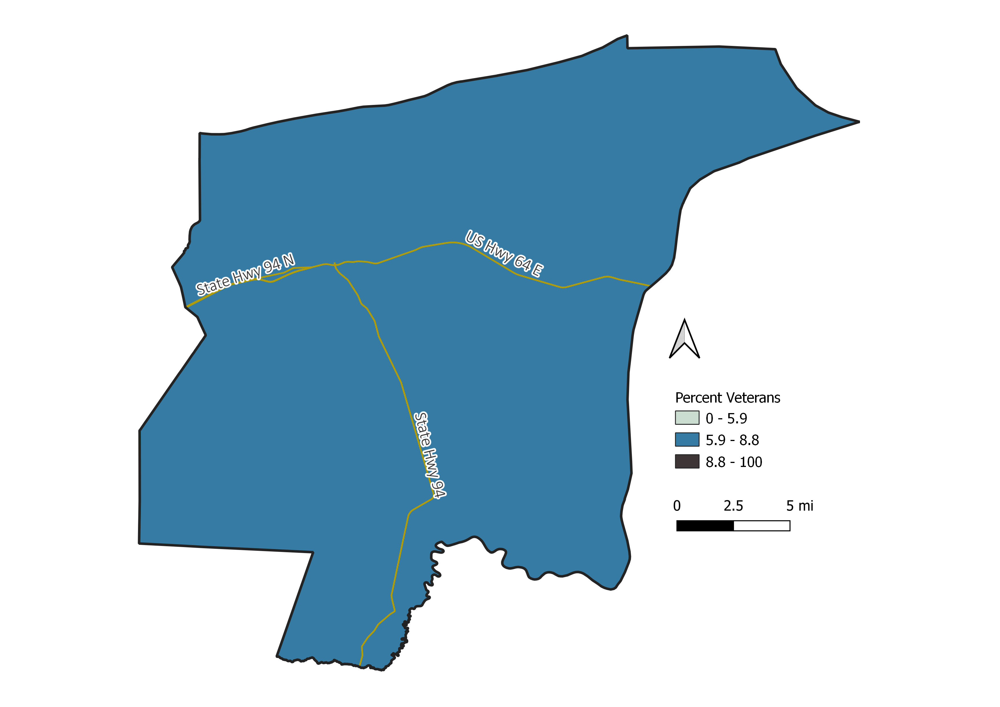 Us Hwy 64 E
State Hwy 94 N
State Hwy 94
Percent Veterans
0 - 5.9
5.9 - 8.8
8.8 - 100
0 2.5 5 mi